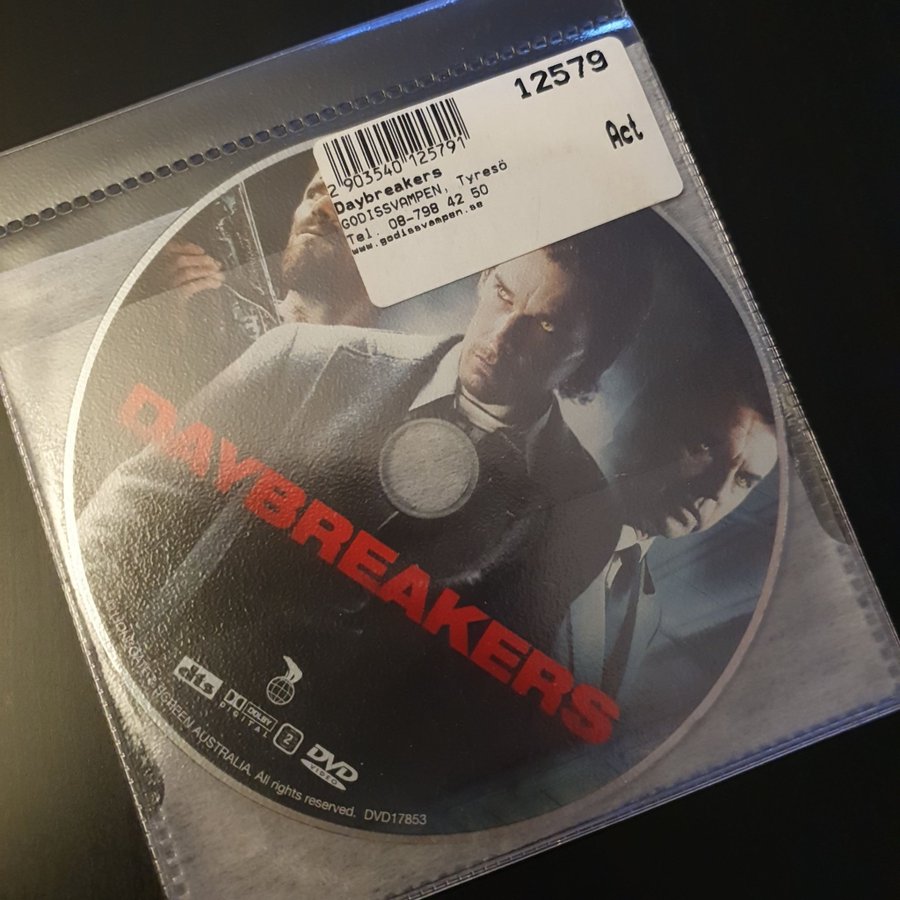 12579
Act
2 903540 125791
Daybreakers
GODISSVAMPEN, Tyresö
Tel. 08-798 42 50
www.godissvampen.se
DAYBREAKERS
dts
DOLBY
DIGITAL
2
DVD
VIDEO
SCREEN AUSTRALIA. All rights reserved. DVD17853